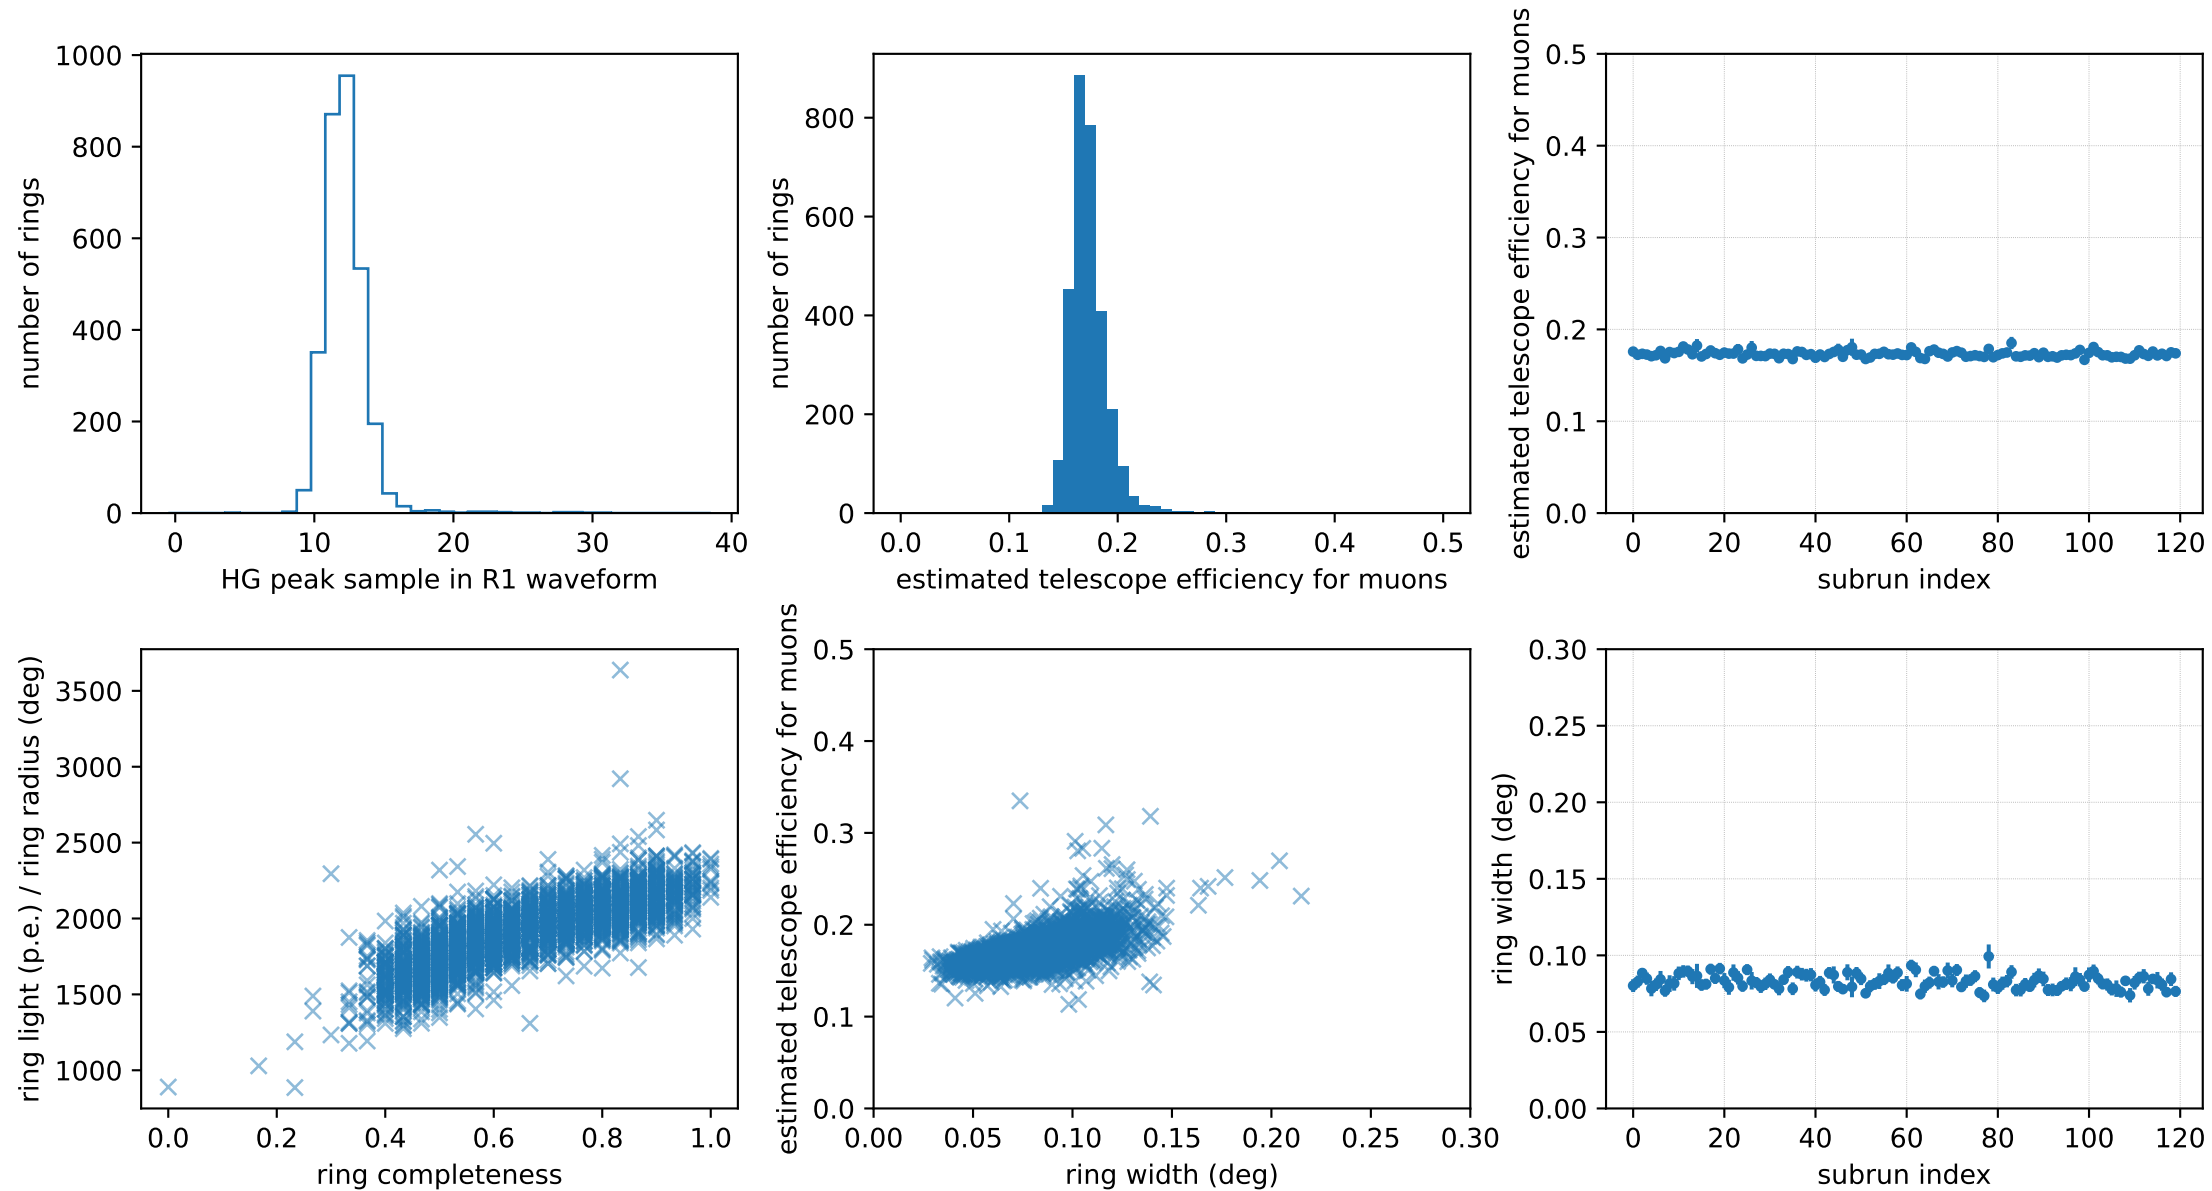 1000
800
600
400
200
0
number of rings
0 10 20 30 40
HG peak sample in R1 waveform
800
600
400
200
0
number of rings
0.0 0.1 0.2 0.3 0.4 0.5
estimated telescope efficiency for muons
0.5
0.4
0.3
0.2
0.1
0.0
estimated telescope efficiency for muons
0 20 40 60 80 100 120
subrun index
3500
3000
2500
2000
1500
1000
ring light (p.e.) / ring radius (deg)
0.0 0.2 0.4 0.6 0.8 1.0
ring completeness
0.5
0.4
0.3
0.2
0.1
0.0
estimated telescope efficiency for muons
0.00 0.05 0.10 0.15 0.20 0.25 0.30
ring width (deg)
0.30
0.25
0.20
0.15
0.10
0.05
0.00
ring width (deg)
0 20 40 60 80 100 120
subrun index